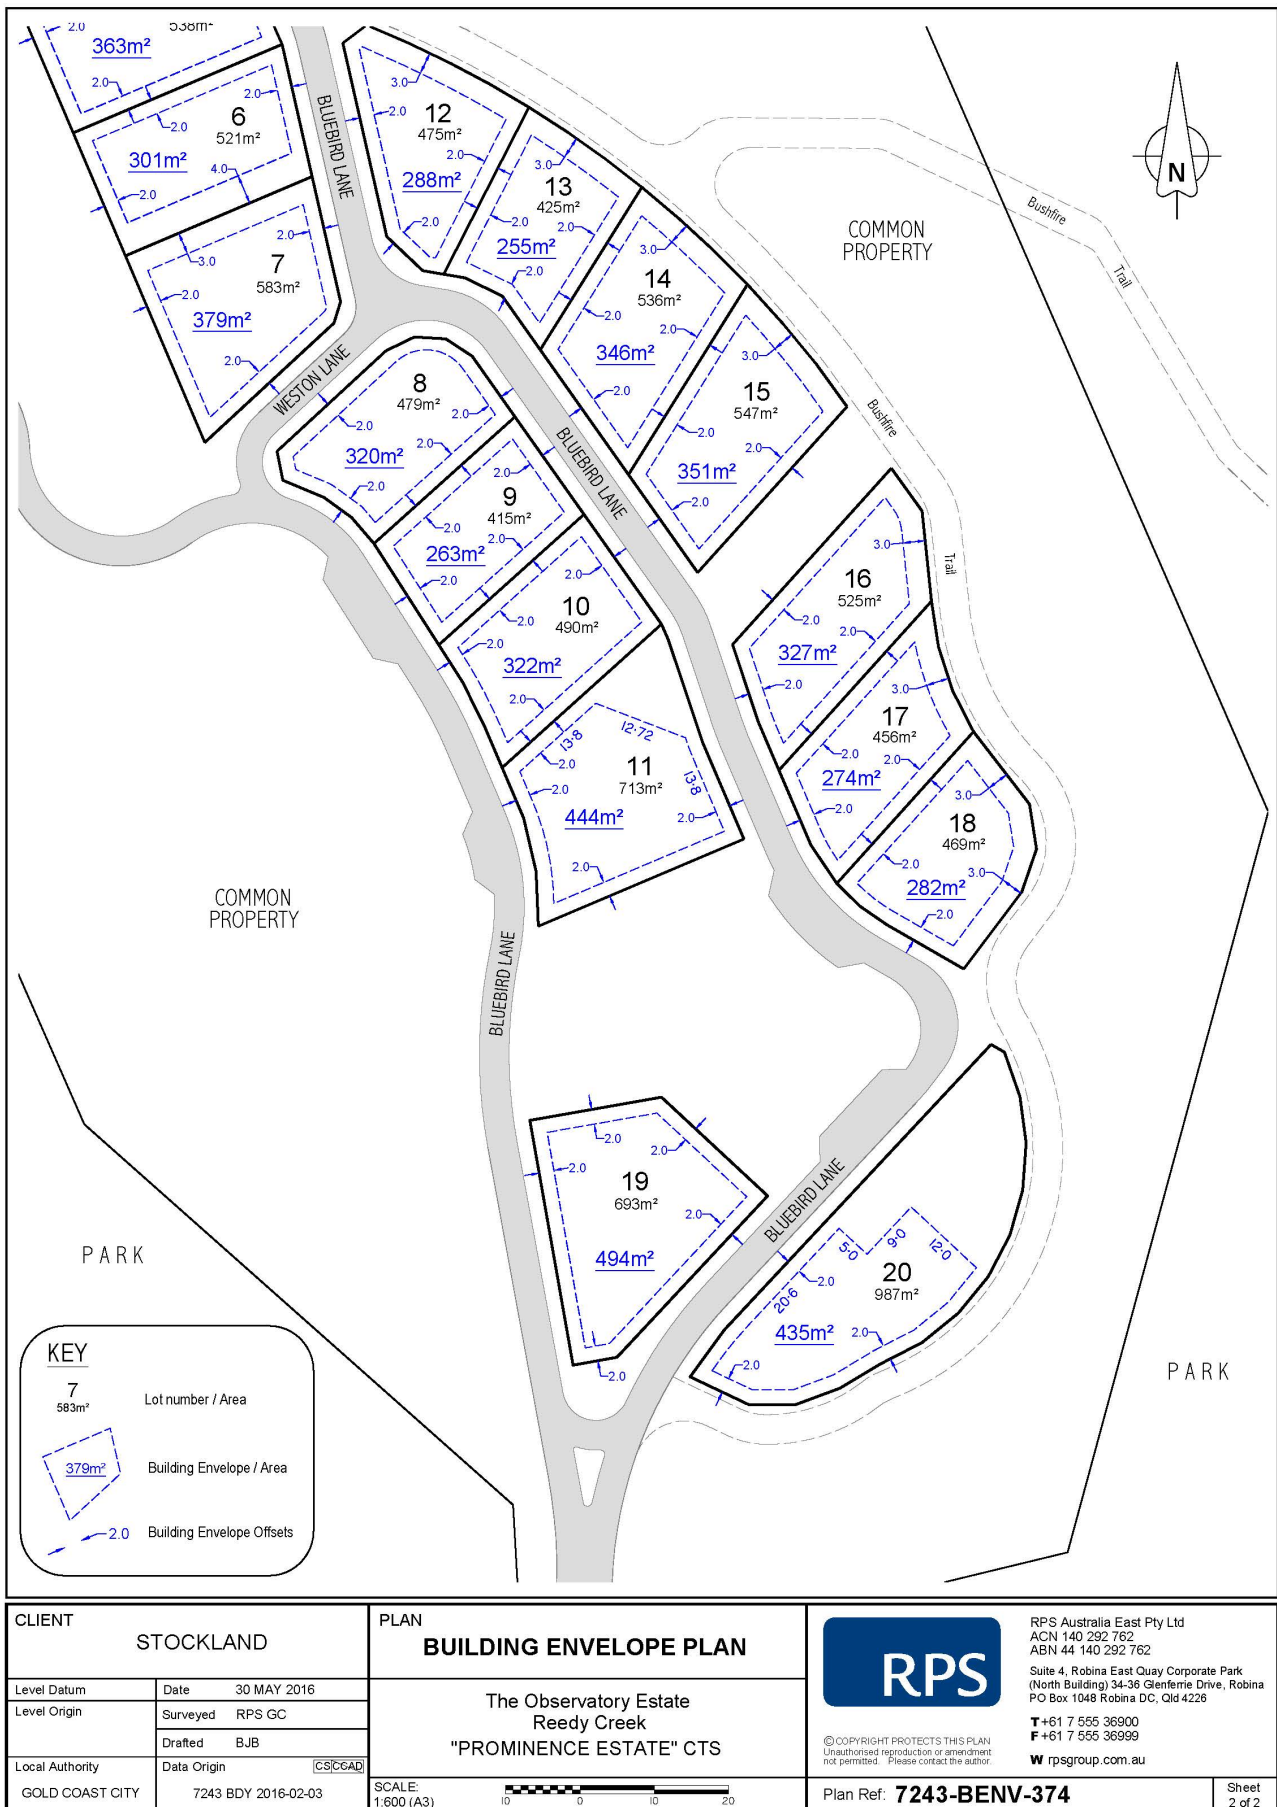 2.0
538m²
363m²
2.0
2.0
6
521m²
2.0
301m²
4.0
2.0
BLUEBIRD LANE
2.0
3.0
7
583m²
2.0
379m²
2.0
WESTON LANE
3.0
12
475m²
2.0
2.0
288m²
2.0
3.0
13
425m²
2.0
2.0
255m²
2.0
3.0
14
536m²
2.0
2.0
346m²
2.0
3.0
15
547m²
2.0
2.0
351m²
2.0
COMMON
PROPERTY
Bushfire
Trail
N
Bushfire
Trail
8
479m²
2.0
2.0
2.0
320m²
2.0
BLUEBIRD LANE
2.0
9
415m²
2.0
2.0
263m²
2.0
2.0
10
490m²
2.0
2.0
322m²
2.0
13·8
12·72
13·8
11
713m²
2.0
2.0
444m²
2.0
2.0
3.0
16
525m²
2.0
2.0
327m²
2.0
3.0
17
456m²
2.0
2.0
274m²
2.0
3.0
18
469m²
2.0
3.0
282m²
2.0
COMMON
PROPERTY
BLUEBIRD LANE
2.0
2.0
2.0
19
693m²
2.0
494m²
2.0
BLUEBIRD LANE
5·0
9·0
12·0
20
987m²
2.0
20·6
435m²
2.0
2.0
PARK
PARK
KEY
7
583m²
Lot number / Area
379m²
Building Envelope / Area
2.0
Building Envelope Offsets
CLIENT
STOCKLAND
Level Datum
Date 30 MAY 2016
Level Origin
Surveyed RPS GC
Drafted BJB
Local Authority
GOLD COAST CITY
Data Origin
7243 BDY 2016-02-03
PLAN
BUILDING ENVELOPE PLAN
The Observatory Estate
Reedy Creek
"PROMINENCE ESTATE" CTS
SCALE:
1:600 (A3)
10 0 10 20
RPS
© COPYRIGHT PROTECTS THIS PLAN
Unauthorised reproduction or amendment
not permitted. Please contact the author.
RPS Australia East Pty Ltd
ACN 140 292 762
ABN 44 140 292 762
Suite 4, Robina East Quay Corporate Park
(North Building) 34-36 Glenferrie Drive, Robina
PO Box 1048 Robina DC, Qld 4226
T +61 7 555 36900
F +61 7 555 36999
W rpsgroup.com.au
Plan Ref: 7243-BENV-374
Sheet
2 of 2